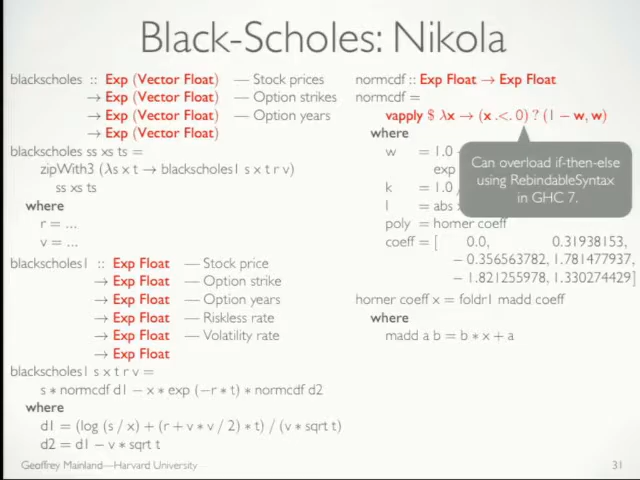 Black-Scholes: Nikola
blackscholes :: Exp (Vector Float) — Stock prices
→ Exp (Vector Float) — Option strikes
→ Exp (Vector Float) — Option years
→ Exp (Vector Float)
blackscholes ss xs ts =
zipWith3 (λs x t → blackscholes1 s x t r v)
ss xs ts
where
r = ...
v = ...
blackscholes1 :: Exp Float — Stock price
→ Exp Float — Option strike
→ Exp Float — Option years
→ Exp Float — Riskless rate
→ Exp Float — Volatility rate
→ Exp Float
blackscholes1 s x t r v =
s * normcdf d1 − x * exp (−r * t) * normcdf d2
where
d1 = (log (s / x) + (r + v * v / 2) * t) / (v * sqrt t)
d2 = d1 − v * sqrt t
normcdf :: Exp Float → Exp Float
normcdf =
vapply $ λx → (x .<. 0) ? (1 − w, w)
where
w = 1.0 −
exp
k = 1.0 /
l = abs x
poly = horner coeff
coeff = [ 0.0, 0.31938153,
− 0.356563782, 1.781477937,
− 1.821255978, 1.330274429]
horner coeff x = foldr1 madd coeff
where
madd a b = b * x + a
Can overload if-then-else
using RebindableSyntax
in GHC 7.
Geoffrey Mainland—Harvard University
31